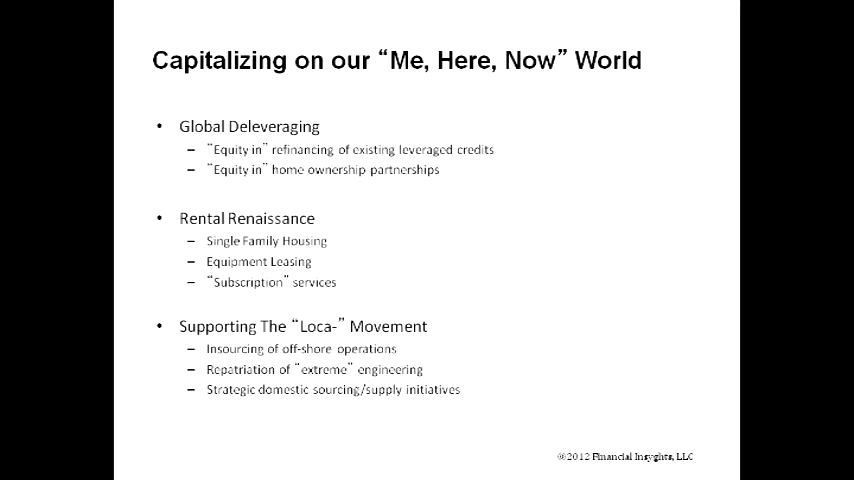 Capitalizing on our “Me, Here, Now” World
• Global Deleveraging
– “Equity in” refinancing of existing leveraged credits
– “Equity in” home ownership partnerships
• Rental Renaissance
– Single Family Housing
– Equipment Leasing
– “Subscription” services
• Supporting The “Loca-” Movement
– Insourcing of off-shore operations
– Repatriation of “extreme” engineering
– Strategic domestic sourcing/supply initiatives
©2012 Financial Insyghts, LLC